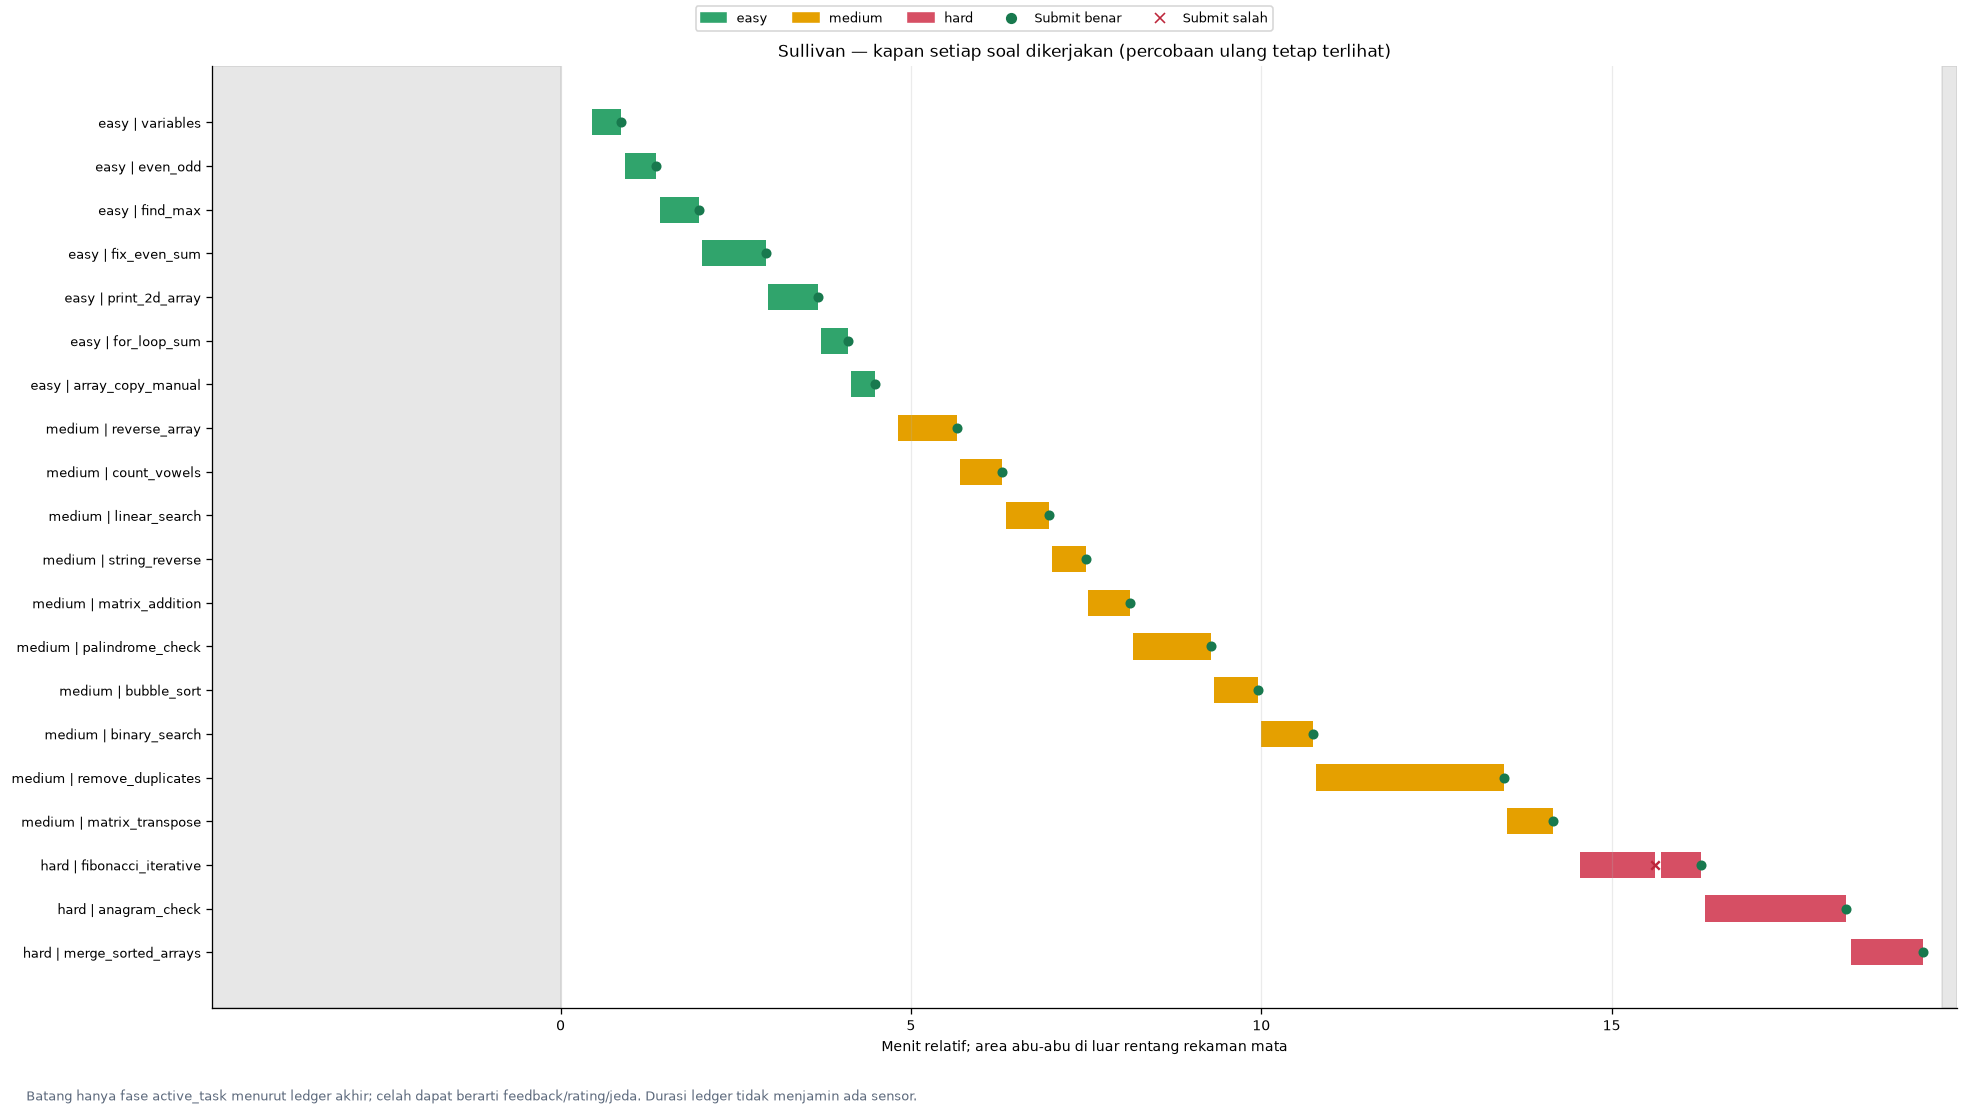 easy medium hard Submit benar Submit salah
Sullivan — kapan setiap soal dikerjakan (percobaan ulang tetap terlihat)
easy | variables
easy | even_odd
easy | find_max
easy | fix_even_sum
easy | print_2d_array
easy | for_loop_sum
easy | array_copy_manual
medium | reverse_array
medium | count_vowels
medium | linear_search
medium | string_reverse
medium | matrix_addition
medium | palindrome_check
medium | bubble_sort
medium | binary_search
medium | remove_duplicates
medium | matrix_transpose
hard | fibonacci_iterative
hard | anagram_check
hard | merge_sorted_arrays
0 5 10 15
Menit relatif; area abu-abu di luar rentang rekaman mata
Batang hanya fase active_task menurut ledger akhir; celah dapat berarti feedback/rating/jeda. Durasi ledger tidak menjamin ada sensor.